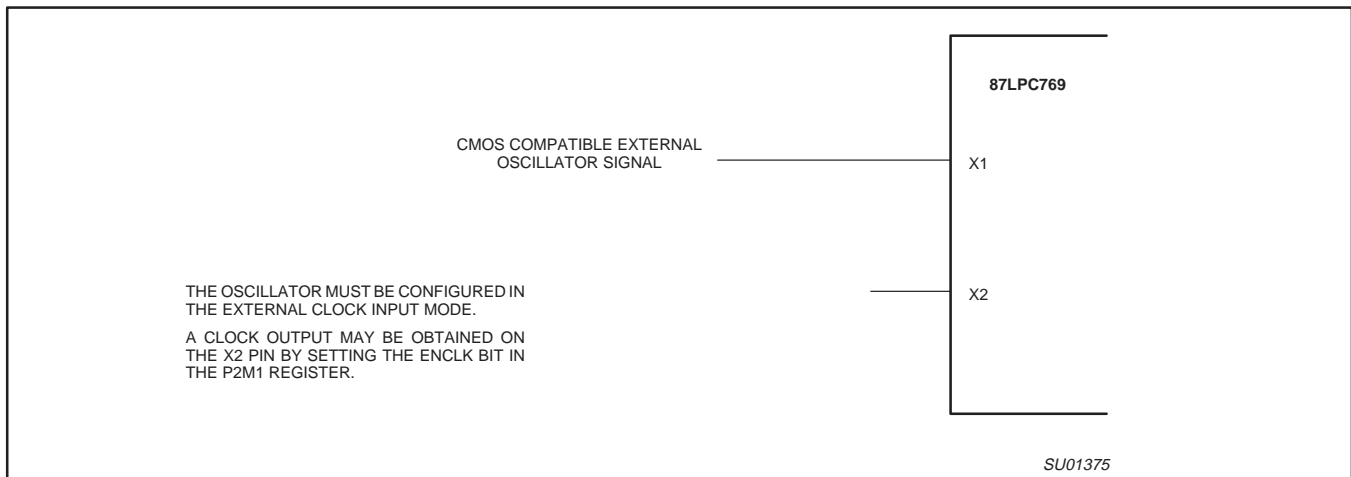 87LPC769
CMOS COMPATIBLE EXTERNAL
OSCILLATOR SIGNAL
X1
X2
THE OSCILLATOR MUST BE CONFIGURED IN
THE EXTERNAL CLOCK INPUT MODE.
A CLOCK OUTPUT MAY BE OBTAINED ON
THE X2 PIN BY SETTING THE ENCLK BIT IN
THE P2M1 REGISTER.
SU01375